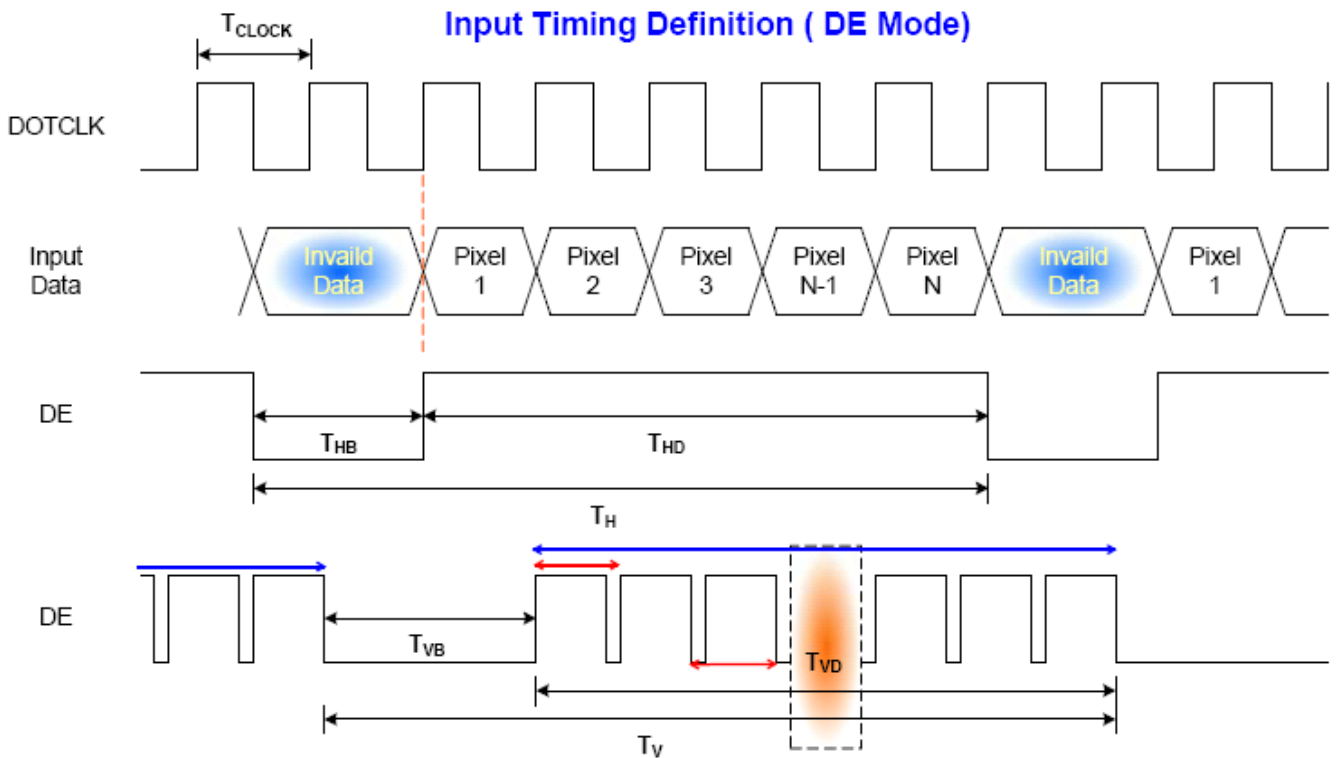 Input Timing Definition ( DE Mode)
TCLOCK
DOTCLK
Input
Data
Invaild
Data
Pixel
1
Pixel
2
Pixel
3
Pixel
N-1
Pixel
N
Invaild
Data
Pixel
1
DE
THB
THD
TH
DE
TVB
TVD
TV